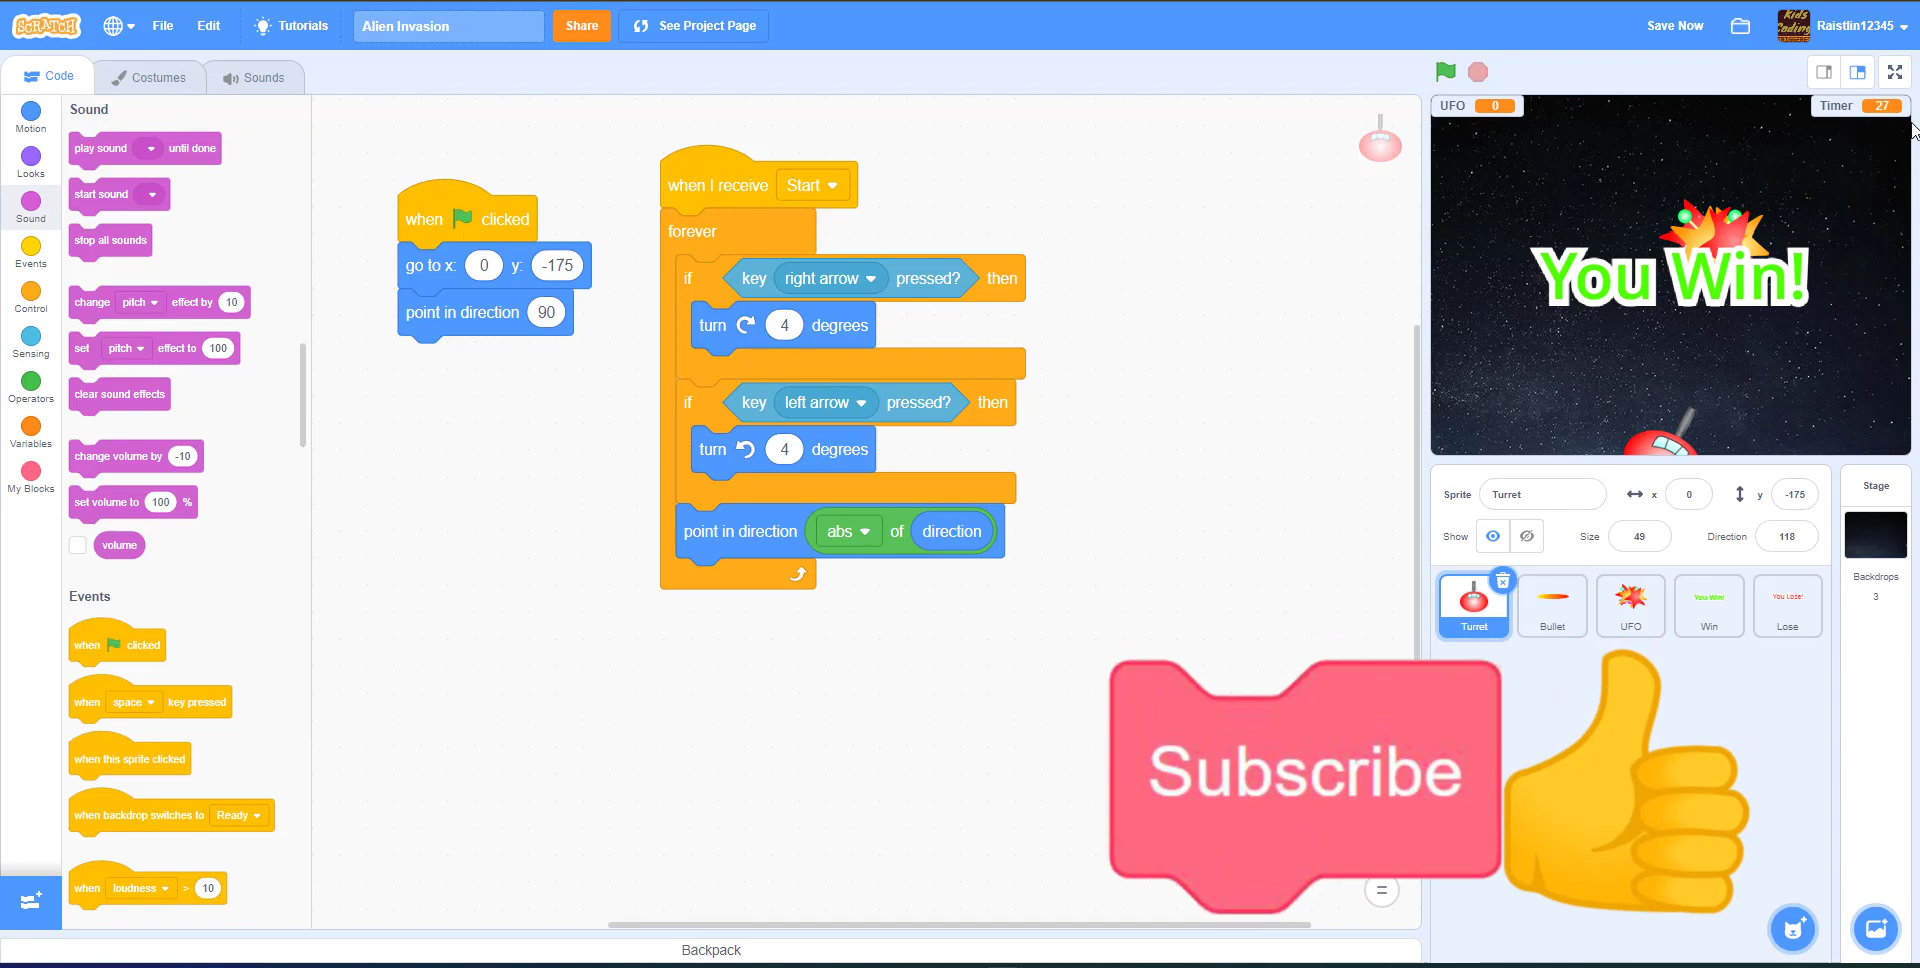 SCRATCH File Edit Tutorials Alien Invasion Share See Project Page Save Now Raistlin12345
Code Costumes Sounds
Motion
Looks
Sound
Events
Control
Sensing
Operators
Variables
My Blocks
Sound
play sound until done
start sound
stop all sounds
change pitch effect by 10
set pitch effect to 100
clear sound effects
change volume by -10
set volume to 100 %
volume
Events
when clicked
when space key pressed
when this sprite clicked
when backdrop switches to Ready
when loudness > 10
when clicked
go to x: 0 y: -175
point in direction 90
when I receive Start
forever
if key right arrow pressed? then
turn 4 degrees
if key left arrow pressed? then
turn 4 degrees
point in direction abs of direction
Subscribe
=
Backpack
UFO 0 Timer 27
You Win!
Sprite Turret x 0 y -175
Show Size 49 Direction 118
Turret Bullet UFO Win Lose
You Win! You Lose!
Stage
Backdrops
3